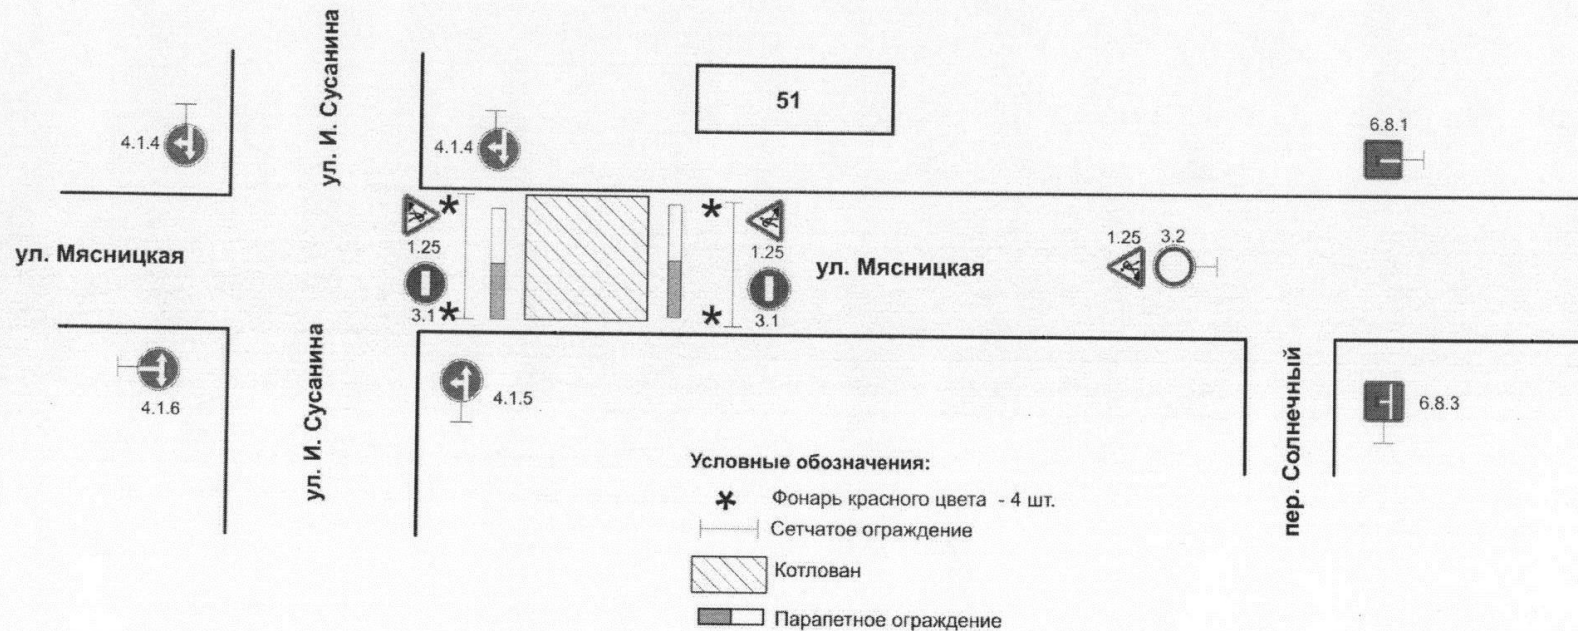 ул. И. Сусанина
51
4.1.4
4.1.4
6.8.1
ул. Мясницкая
1.25
3.1
1.25
3.1
ул. Мясницкая
1.25
3.2
4.1.6
ул. И. Сусанина
4.1.5
пер. Солнечный
6.8.3
Условные обозначения:
* Фонарь красного цвета - 4 шт.
Сетчатое ограждение
Котлован
Парапетное ограждение